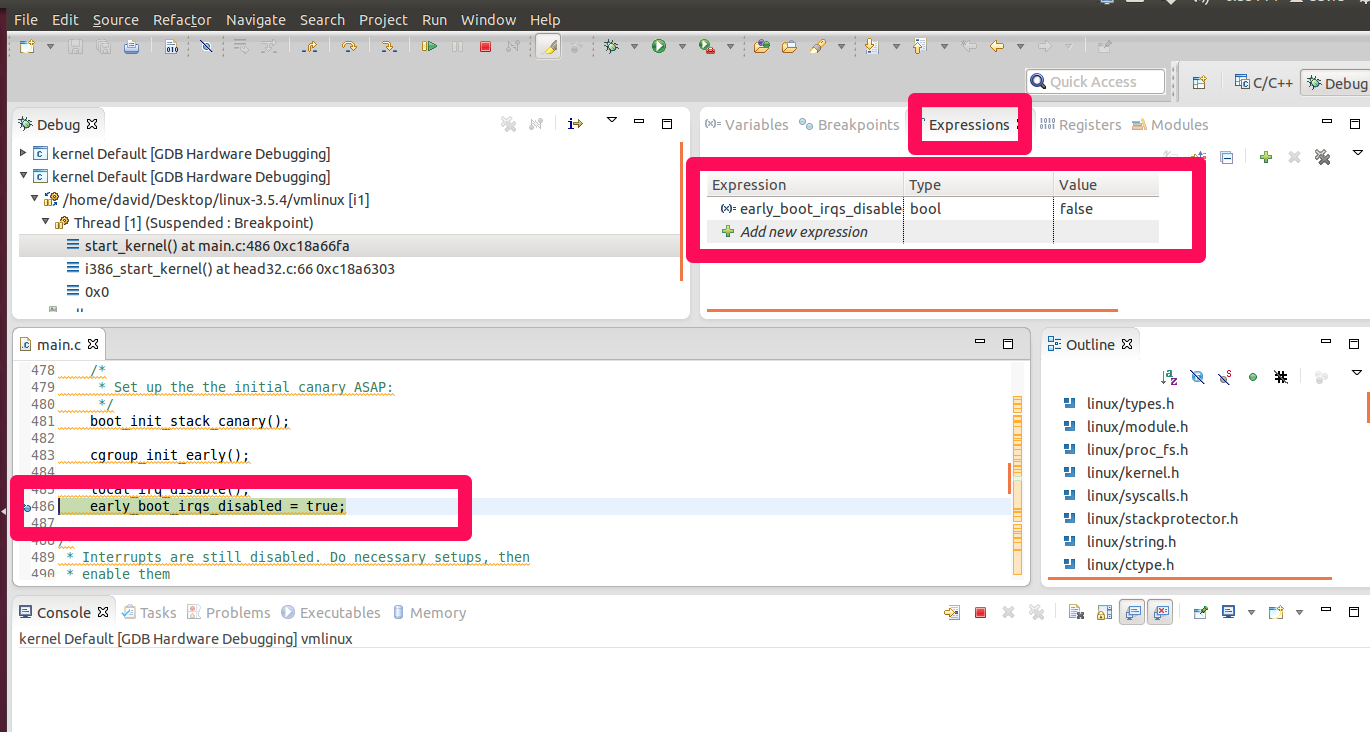 File Edit Source Refactor Navigate Search Project Run Window Help
Quick Access
C/C++ Debug
Debug
kernel Default [GDB Hardware Debugging]
kernel Default [GDB Hardware Debugging]
/home/david/Desktop/linux-3.5.4/vmlinux [i1]
Thread [1] (Suspended : Breakpoint)
start_kernel() at main.c:486 0xc18a66fa
i386_start_kernel() at head32.c:66 0xc18a6303
0x0
Variables Breakpoints Expressions Registers Modules
Expression Type Value
early_boot_irqs_disable bool false
Add new expression
main.c
478 /*
479 * Set up the the initial canary ASAP:
480 */
481 boot_init_stack_canary();
482
483 cgroup_init_early();
484
485 local_irq_disable();
486 early_boot_irqs_disabled = true;
487
488 /*
489 * Interrupts are still disabled. Do necessary setups, then
490 * enable them
Outline
linux/types.h
linux/module.h
linux/proc_fs.h
linux/kernel.h
linux/syscalls.h
linux/stackprotector.h
linux/string.h
linux/ctype.h
Console Tasks Problems Executables Memory
kernel Default [GDB Hardware Debugging] vmlinux